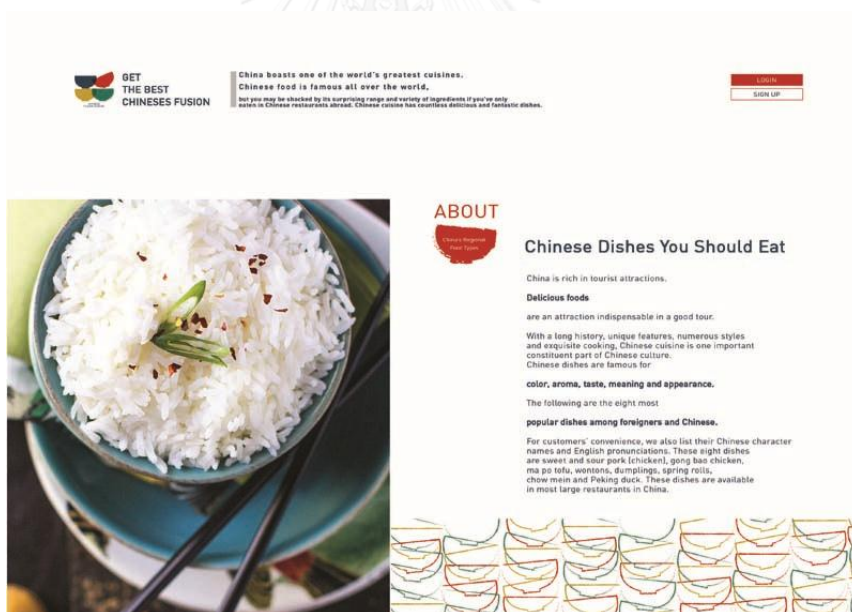 GET
THE BEST
CHINESES FUSION
China boasts one of the world's greatest cuisines.
Chinese food is famous all over the world,
but you may be shacked by its surprising range and variety of ingredients if you've only
eaten in Chinese restaurants abroad. Chinese cuisine has countless delicious and fantastic dishes.
LOGIN
SIGN UP
ABOUT
China's Regional
Food Types
Chinese Dishes You Should Eat
China is rich in tourist attractions.
Delicious foods
are an attraction indispensable in a good tour.
With a long history, unique features, numerous styles
and exquisite cooking, Chinese cuisine is one important
constituent part of Chinese culture.
Chinese dishes are famous for
color, aroma, taste, meaning and appearance.
The following are the eight most
popular dishes among foreigners and Chinese.
For customers' convenience, we also list their Chinese character
names and English pronunciations. These eight dishes
are sweet and sour pork (chicken), gong bao chicken,
ma po tofu, wontons, dumplings, spring rolls,
chow mein and Peking duck. These dishes are available
in most large restaurants in China.